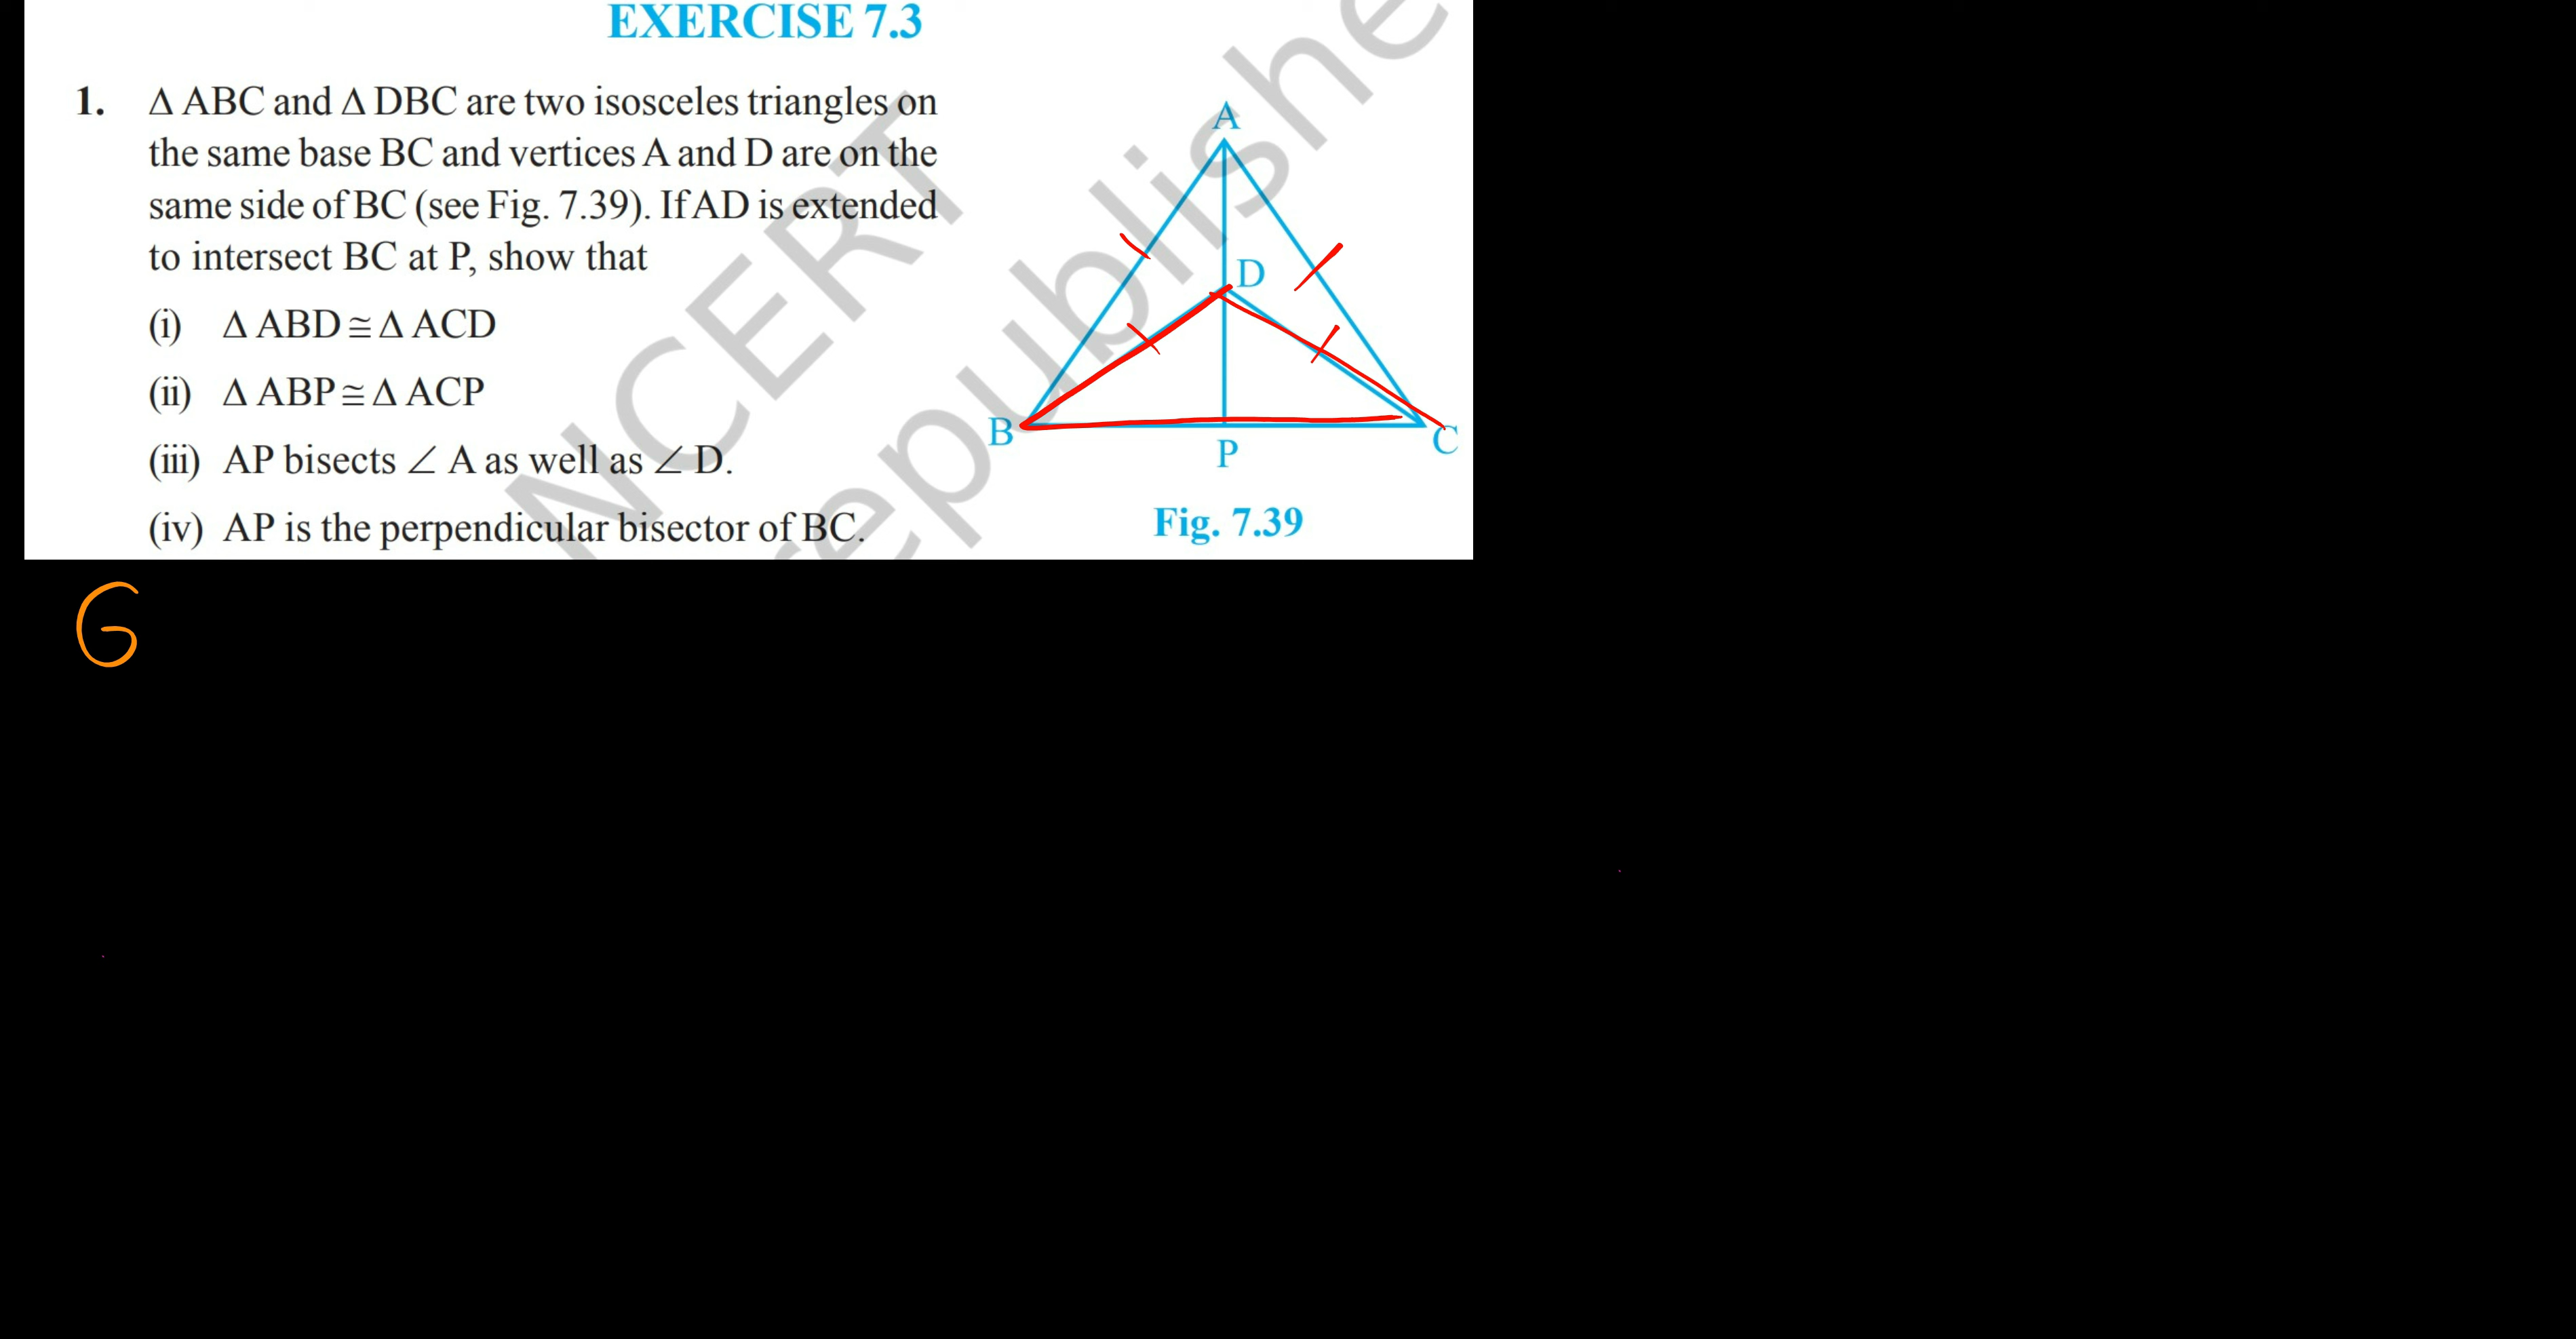 EXERCISE 7.3
1. Δ ABC and Δ DBC are two isosceles triangles on
the same base BC and vertices A and D are on the
same side of BC (see Fig. 7.39). If AD is extended
to intersect BC at P, show that
(i) Δ ABD ≅ Δ ACD
(ii) Δ ABP ≅ Δ ACP
(iii) AP bisects ∠ A as well as ∠ D.
(iv) AP is the perpendicular bisector of BC.
A
D
B
P
C
Fig. 7.39
NCERT
republishe
G